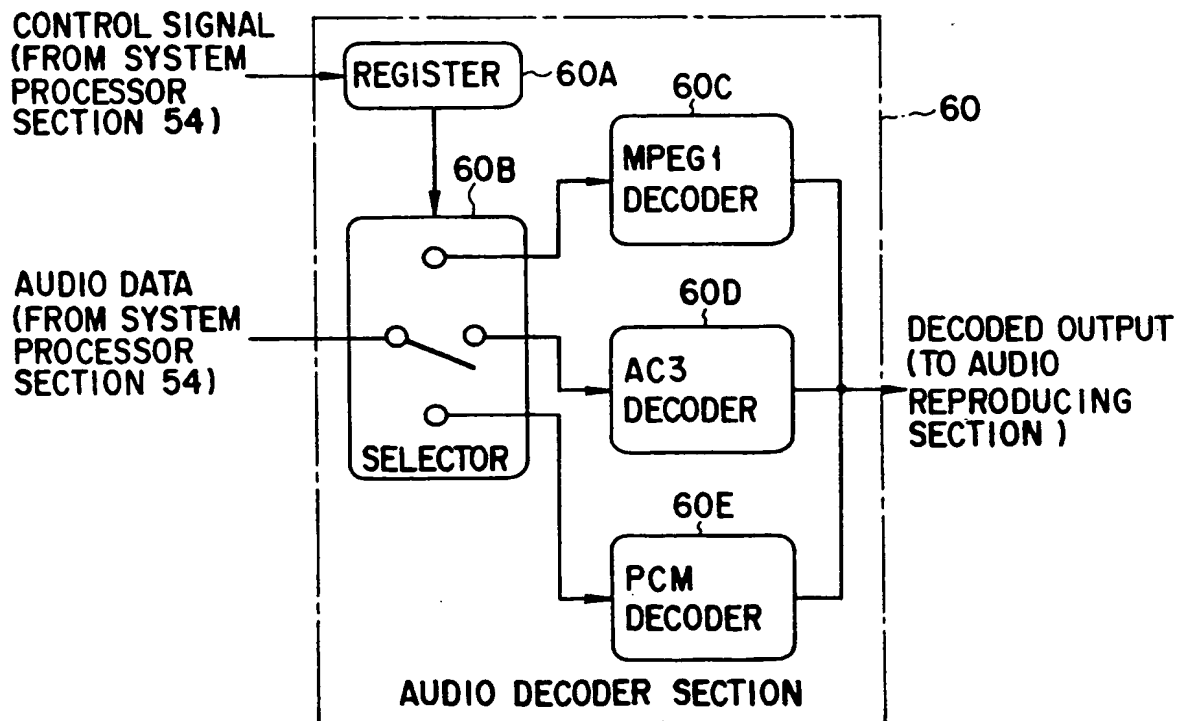 CONTROL SIGNAL
(FROM SYSTEM
PROCESSOR
SECTION 54)
REGISTER
60A
60B
60C
MPEG1
DECODER
60
AUDIO DATA
(FROM SYSTEM
PROCESSOR
SECTION 54)
SELECTOR
60D
AC3
DECODER
DECODED OUTPUT
(TO AUDIO
REPRODUCING
SECTION )
60E
PCM
DECODER
AUDIO DECODER SECTION